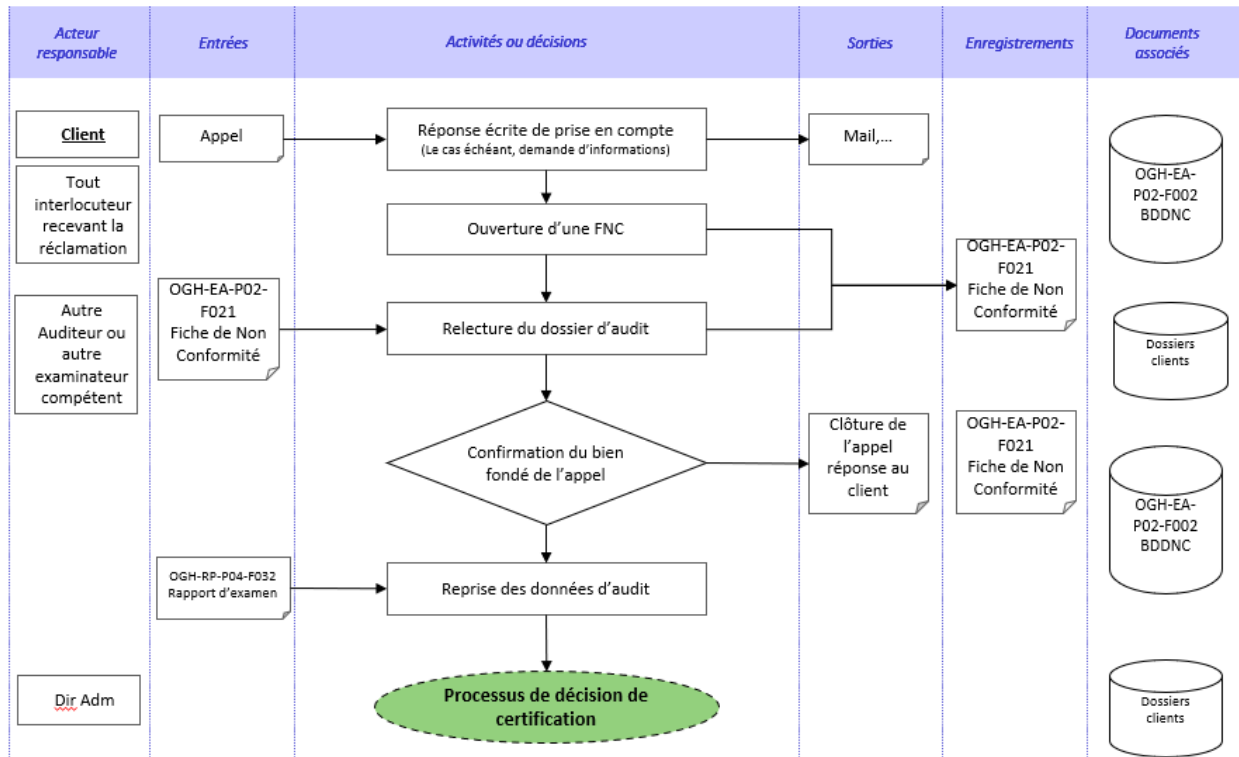 Acteur
responsable
Entrées
Activités ou décisions
Sorties
Enregistrements
Documents
associés
Client
Appel
Réponse écrite de prise en compte
(Le cas échéant, demande d'informations)
Mail,...
OGH-EA-
P02-F002
BDDNC
Tout
interlocuteur
recevant la
réclamation
Ouverture d'une FNC
OGH-EA-P02-
F021
Fiche de Non
Conformité
OGH-EA-P02-
F021
Fiche de Non
Conformité
Autre
Auditeur ou
autre
examinateur
compétent
Relecture du dossier d'audit
Dossiers
clients
Confirmation du bien
fondé de l'appel
Clôture de
l'appel
réponse au
client
OGH-EA-P02-
F021
Fiche de Non
Conformité
OGH-EA-
P02-F002
BDDNC
OGH-RP-P04-F032
Rapport d'examen
Reprise des données d'audit
Dir Adm
Processus de décision de
certification
Dossiers
clients